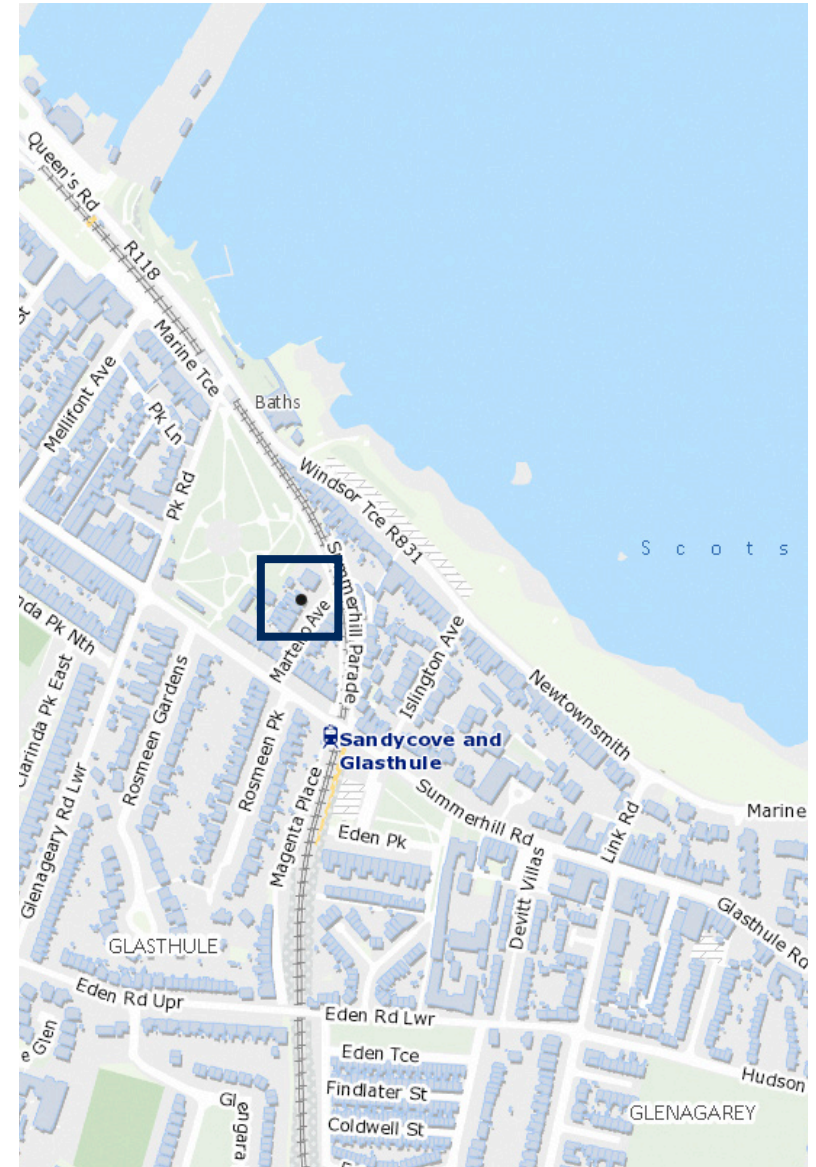 Queen's Rd
R118
Marine Tce
Mellifont Ave
Pk Ln
Baths
Pk Rd
Windsor Tce R831
S c o t s
Summerhill Parade
Martello Ave
nda Pk Nth
Islington Ave
Clarinda Pk East
Rosmeen Gardens
Newtownsmith
Rosmeen Pk
Sandycove and
Glasthule
Glenageary Rd Lwr
Magenta Place
Summerhill Rd
Marine
Link Rd
Eden Pk
Devitt Villas
Glasthule Rd
GLASTHULE
Eden Rd Upr
Eden Rd Lwr
e Glen
Eden Tce
Hudson
Findlater St
Glengara
GLENAGAREY
Coldwell St